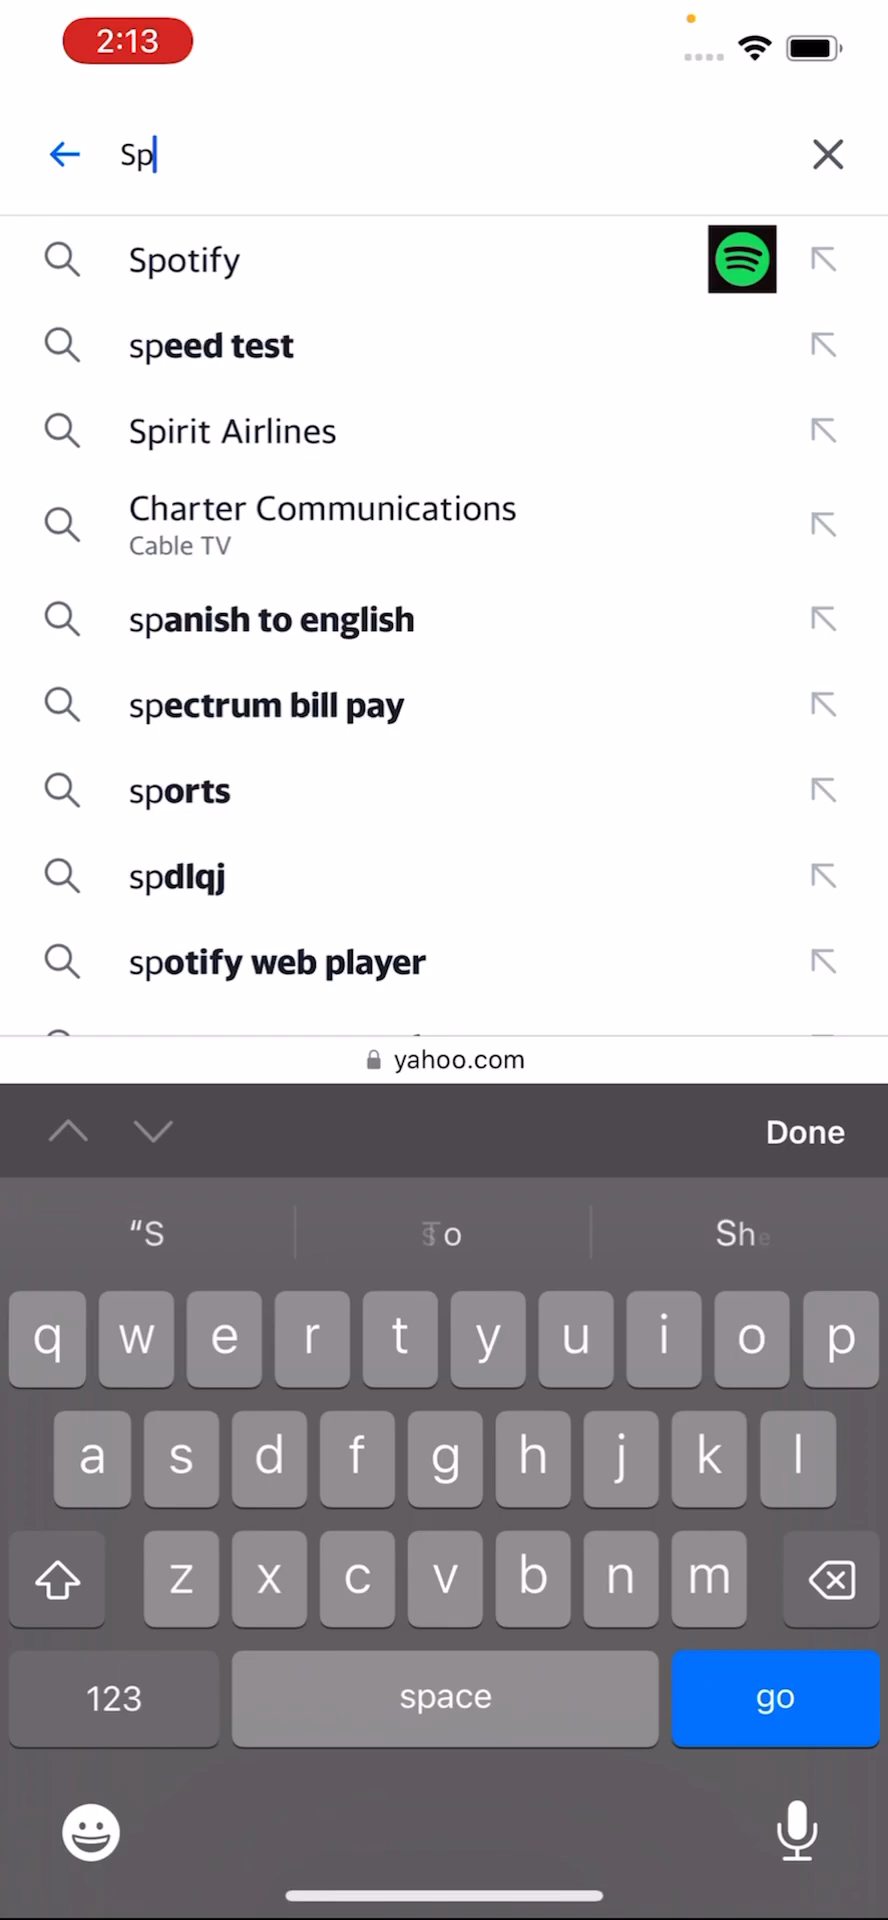 2:13
Sp
Spotify
speed test
Spirit Airlines
Charter Communications
Cable TV
spanish to english
spectrum bill pay
sports
spdlqj
spotify web player
yahoo.com
Done
“S
Sh
q w e r t y u i o p
a s d f g h j k l
z x c v b n m
123 space go